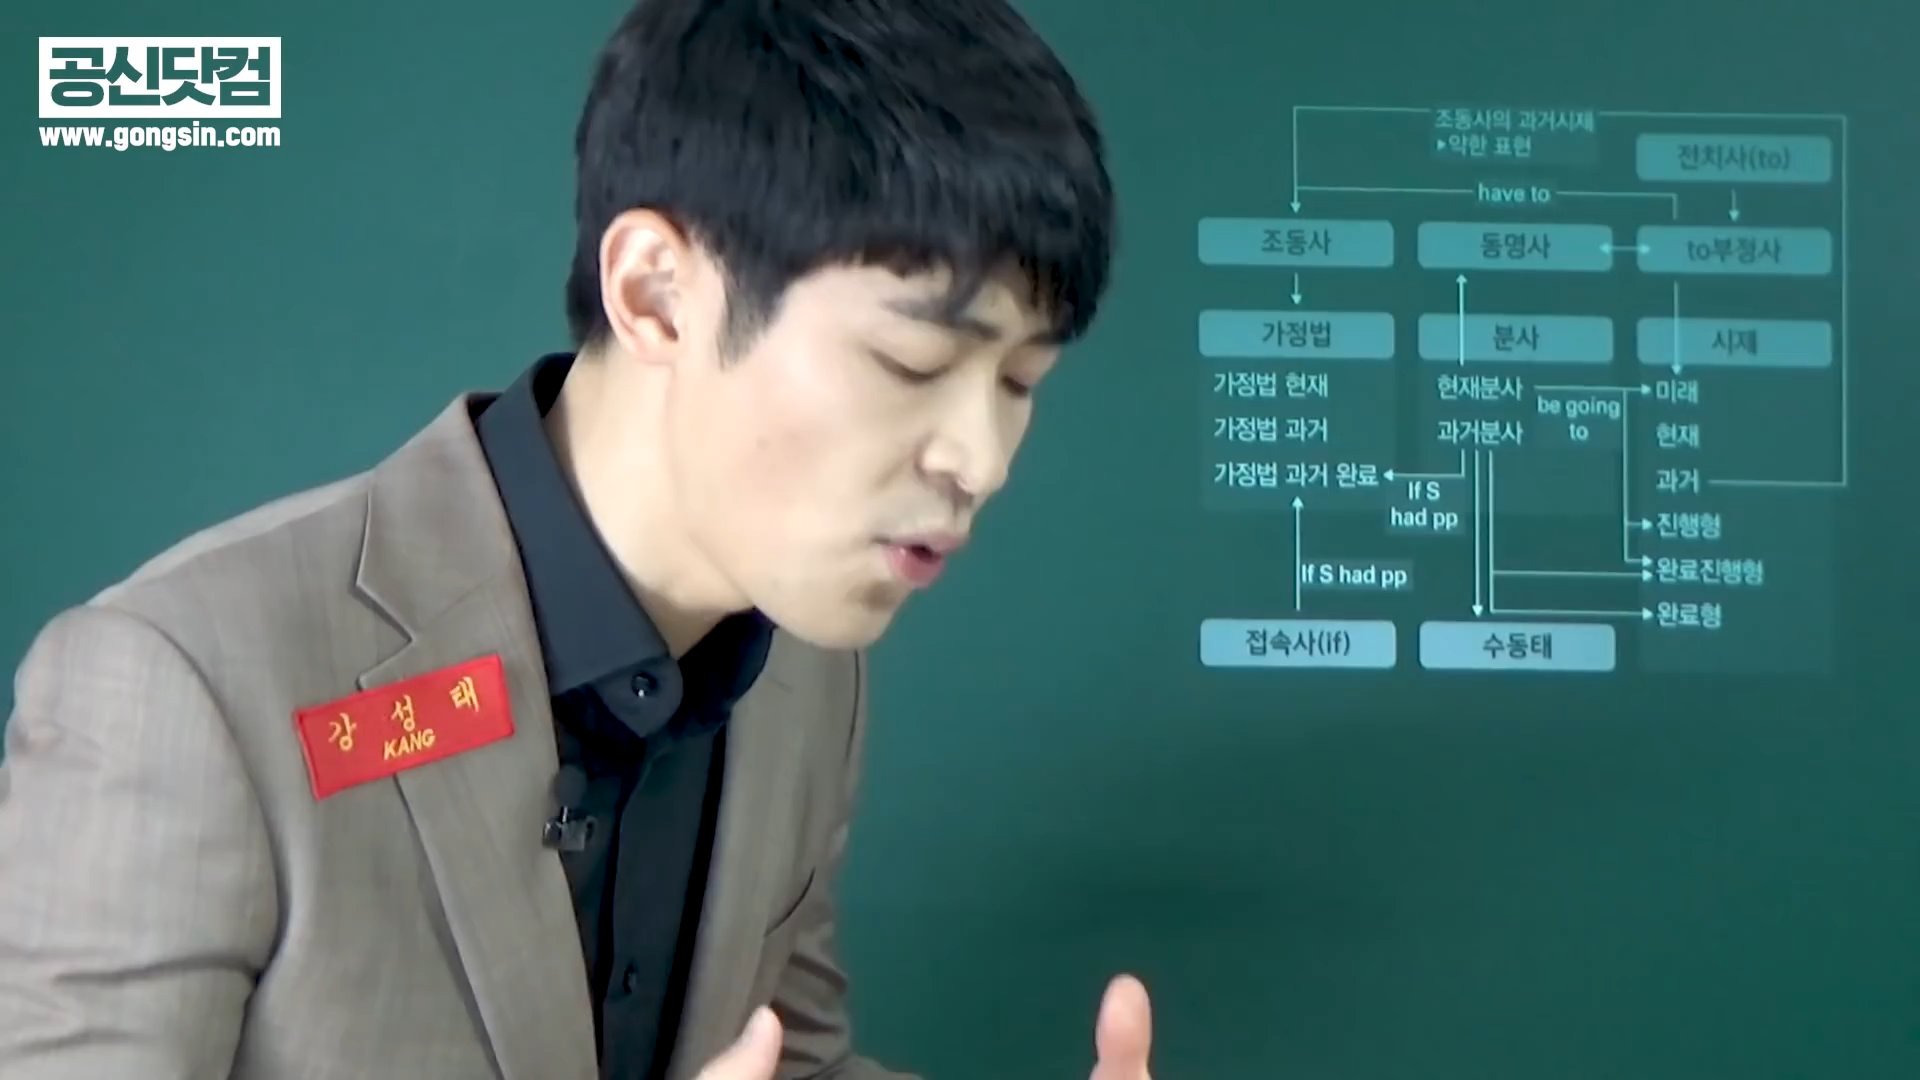 공신닷컴
www.gongsin.com
조동사의 과거시제
▸약한 표현
전치사(to)
have to
조동사
동명사
to부정사
가정법
분사
시제
가정법 현재
현재분사
미래
be going
to
가정법 과거
과거분사
현재
가정법 과거 완료
과거
If S
had pp
진행형
If S had pp
완료진행형
완료형
접속사(if)
수동태
강 성 태
KANG